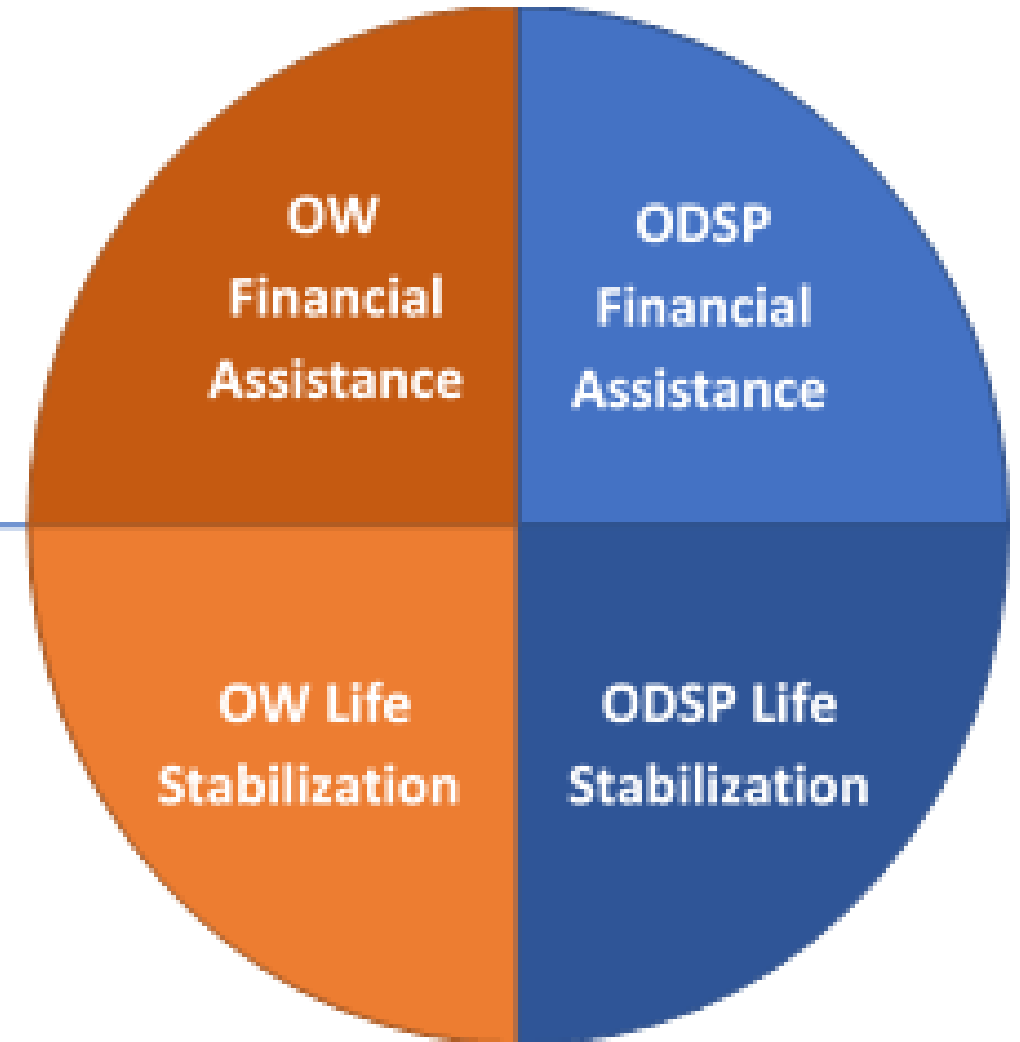 OW
Financial
Assistance
ODSP
Financial
Assistance
OW Life
Stabilization
ODSP Life
Stabilization